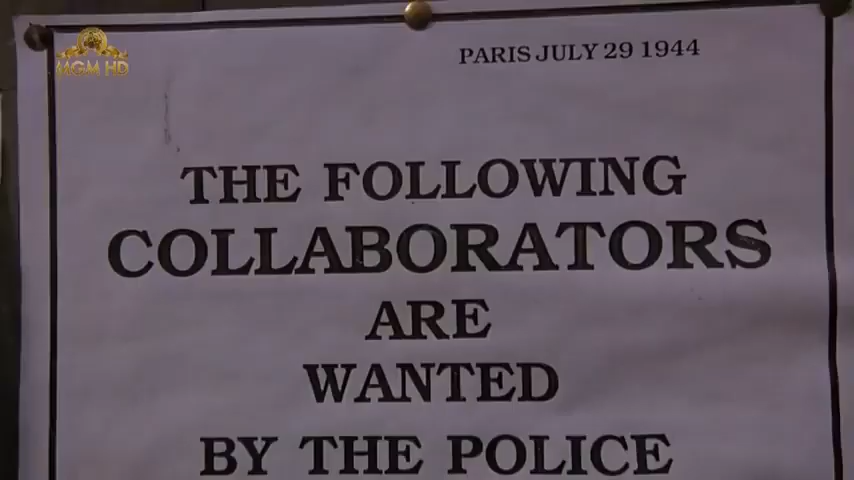 MGM HD
PARIS JULY 29 1944
THE FOLLOWING
COLLABORATORS
ARE
WANTED
BY THE POLICE